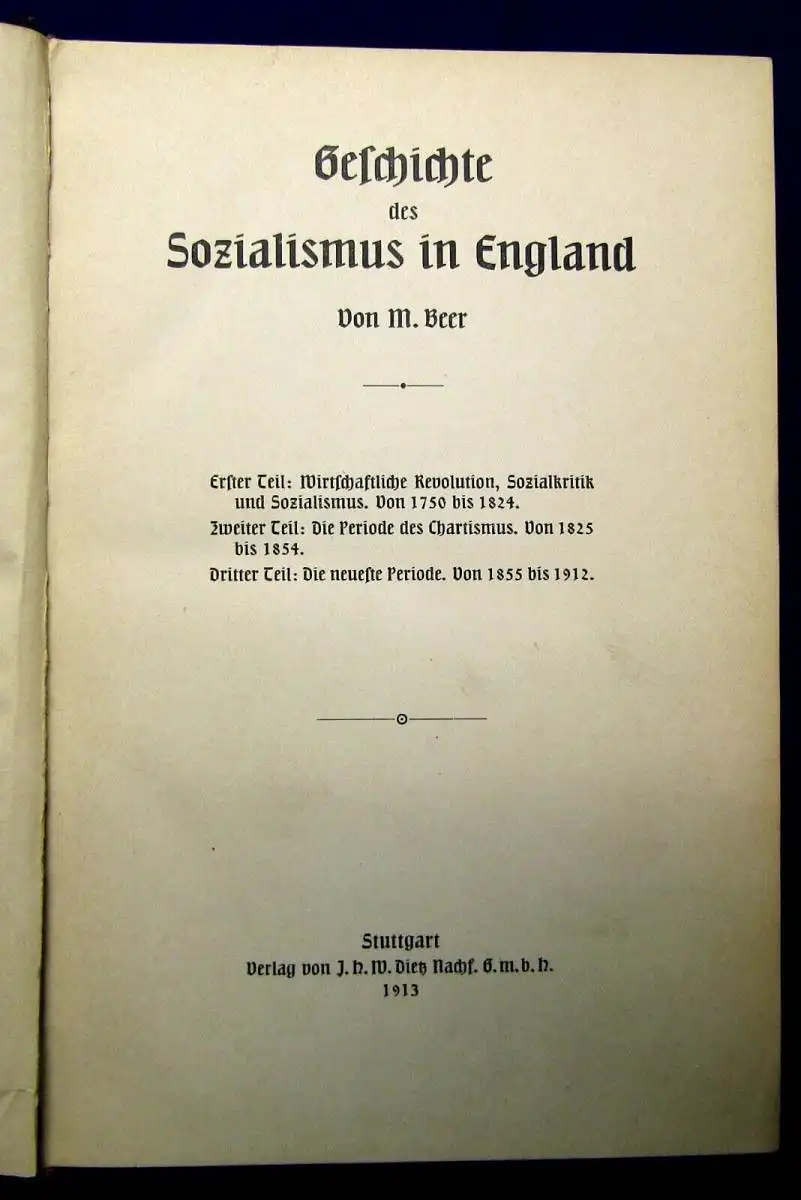 Geſchichte
des
Sozialismus in England
Von M. Beer
Erſter Teil: Wirtſchaftliche Revolution, Sozialkritik
und Sozialismus. Von 1750 bis 1824.
Zweiter Teil: Die Periode des Chartismus. Von 1825
bis 1854.
Dritter Teil: Die neueſte Periode. Von 1855 bis 1912.
Stuttgart
Verlag von J. H. W. Dietz Nachf. G. m. b. H.
1913